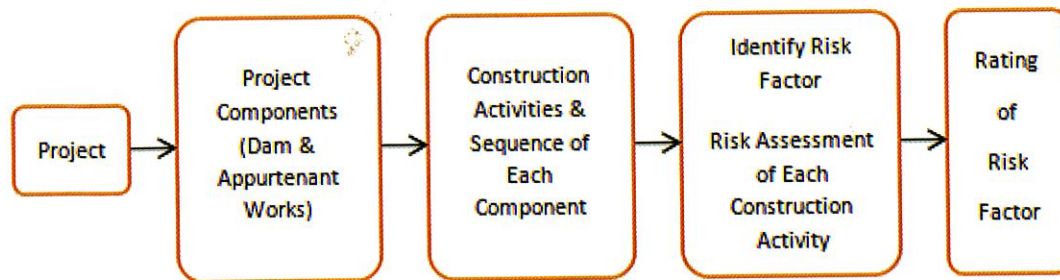 Project
Project
Components
(Dam &
Appurtenant
Works)
Construction
Activities &
Sequence of
Each
Component
Identify Risk
Factor
Risk Assessment
of Each
Construction
Activity
Rating
of
Risk
Factor